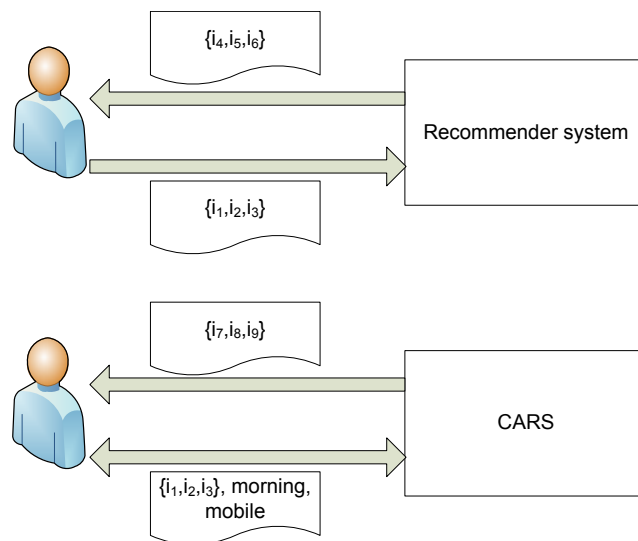 {i₄,i₅,i₆}
Recommender system
{i₁,i₂,i₃}
{i₇,i₈,i₉}
CARS
{i₁,i₂,i₃}, morning,
mobile